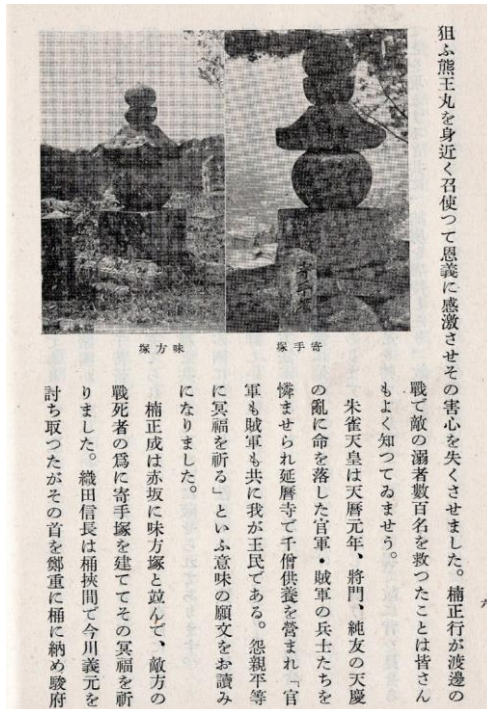 狙ふ熊王丸を身近く召使つて恩義に感激させその害心を失くさせました。楠正行が渡邊の
戰で敵の溺者數百名を救つたことは皆さん
もよく知つてゐませう。
朱雀天皇は天曆元年、將門、純友の天慶
の亂に命を落した官軍・賊軍の兵士たちを
憐ませられ延曆寺で千僧供養を營まれ「官
軍も賊軍も共に我が王民である。怨親平等
に冥福を祈る」といふ意味の願文をお讀み
になりました。
楠正成は赤坂に味方塚と竝んで、敵方の
戰死者の爲に寄手塚を建ててその冥福を祈
りました。織田信長は桶挾間で今川義元を
討ち取つたがその首を鄭重に桶に納め駿府
寄手塚
味方塚
六